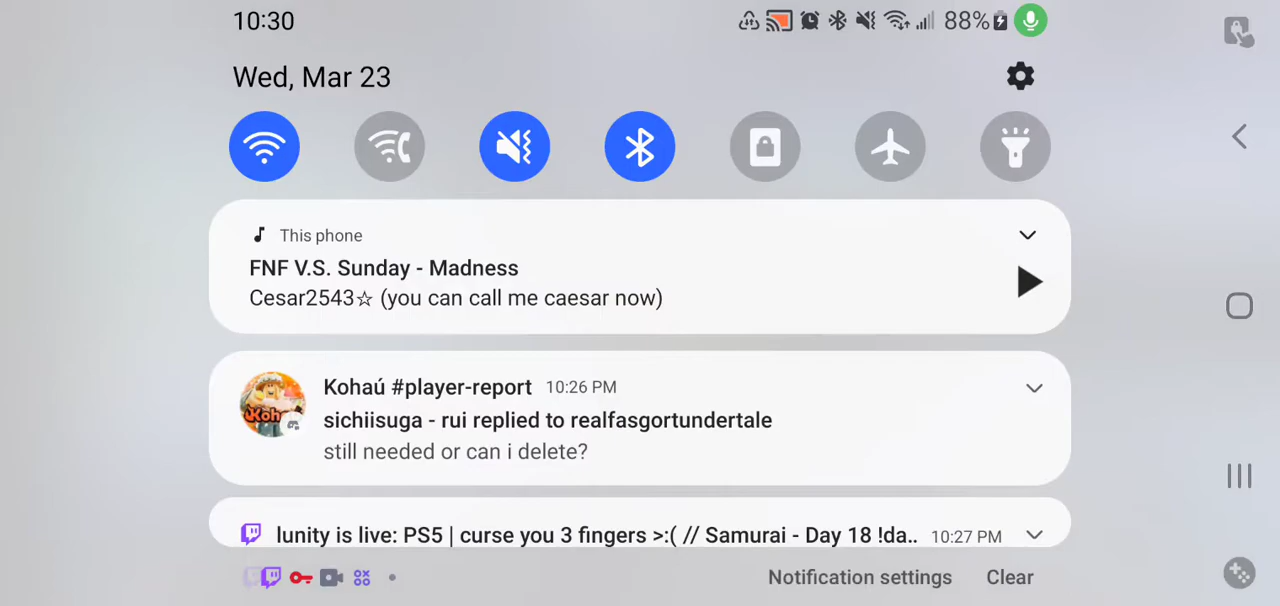 10:30
88%
Wed, Mar 23
This phone
FNF V.S. Sunday - Madness
Cesar2543☆ (you can call me caesar now)
Kohaú #player-report 10:26 PM
sichiisuga - rui replied to realfasgortundertale
still needed or can i delete?
lunity is live: PS5 | curse you 3 fingers >:( // Samurai - Day 18 !da.. 10:27 PM
Notification settings Clear